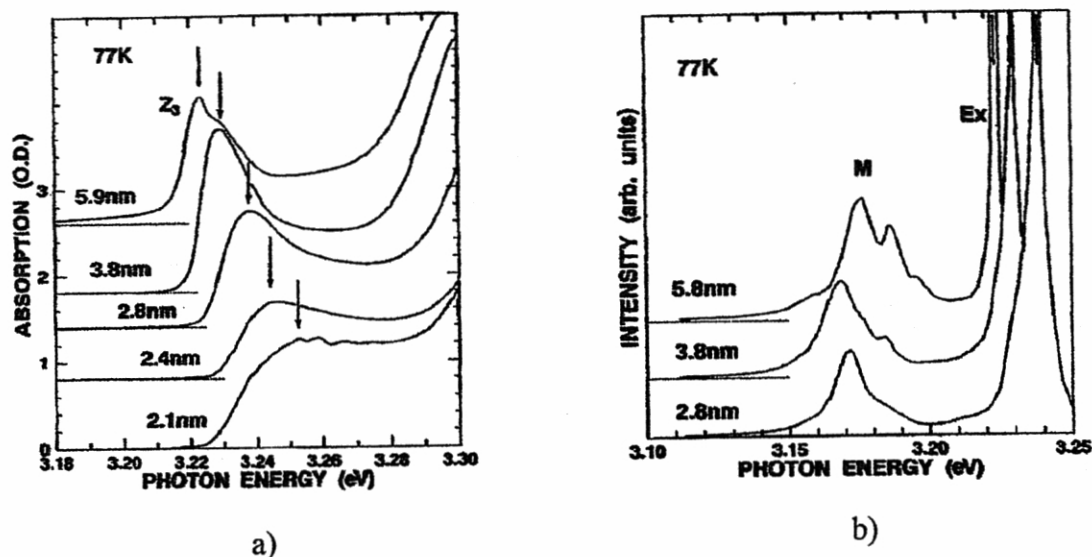 77K
Z₃
5.9nm
3.8nm
2.8nm
2.4nm
2.1nm
3
2
1
0
ABSORPTION (O.D.)
3.18 3.20 3.22 3.24 3.26 3.28 3.30
PHOTON ENERGY (eV)
a)
77K
Ex
M
5.8nm
3.8nm
2.8nm
INTENSITY (arb. units)
3.10 3.15 3.20 3.25
PHOTON ENERGY (eV)
b)